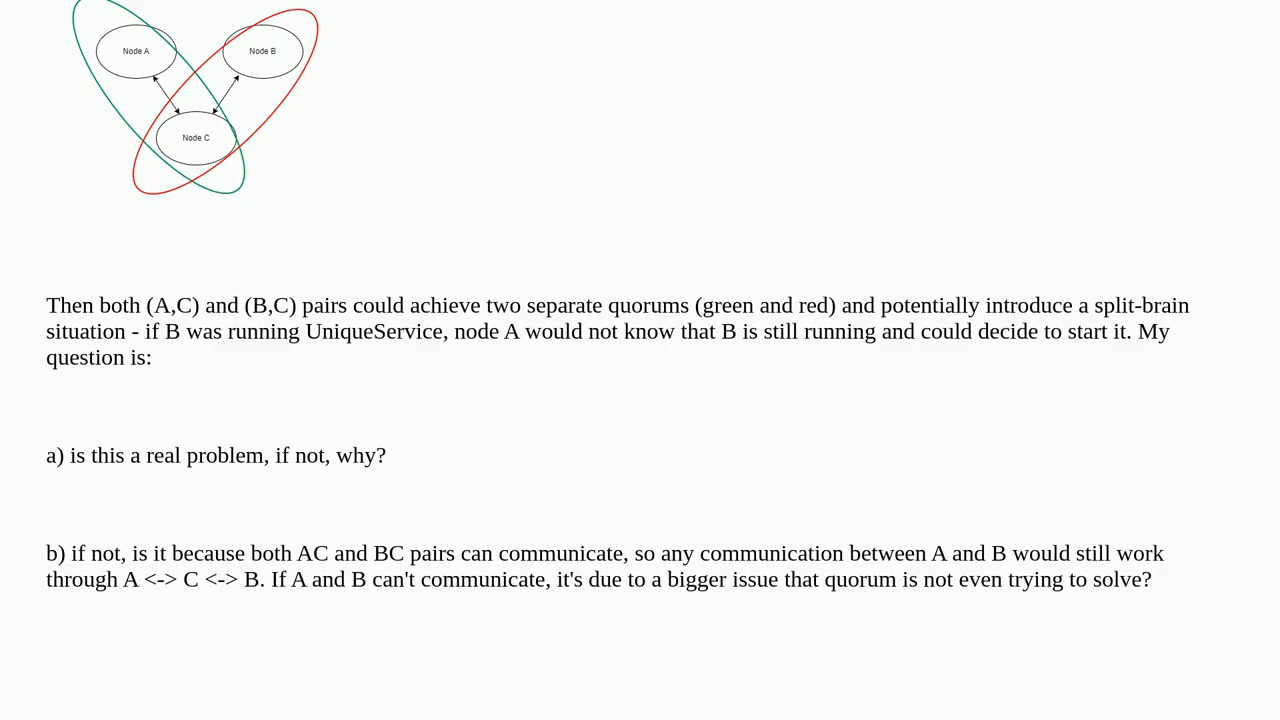 Node A
Node B
Node C
Then both (A,C) and (B,C) pairs could achieve two separate quorums (green and red) and potentially introduce a split-brain
situation - if B was running UniqueService, node A would not know that B is still running and could decide to start it. My
question is:
a) is this a real problem, if not, why?
b) if not, is it because both AC and BC pairs can communicate, so any communication between A and B would still work
through A <-> C <-> B. If A and B can't communicate, it's due to a bigger issue that quorum is not even trying to solve?